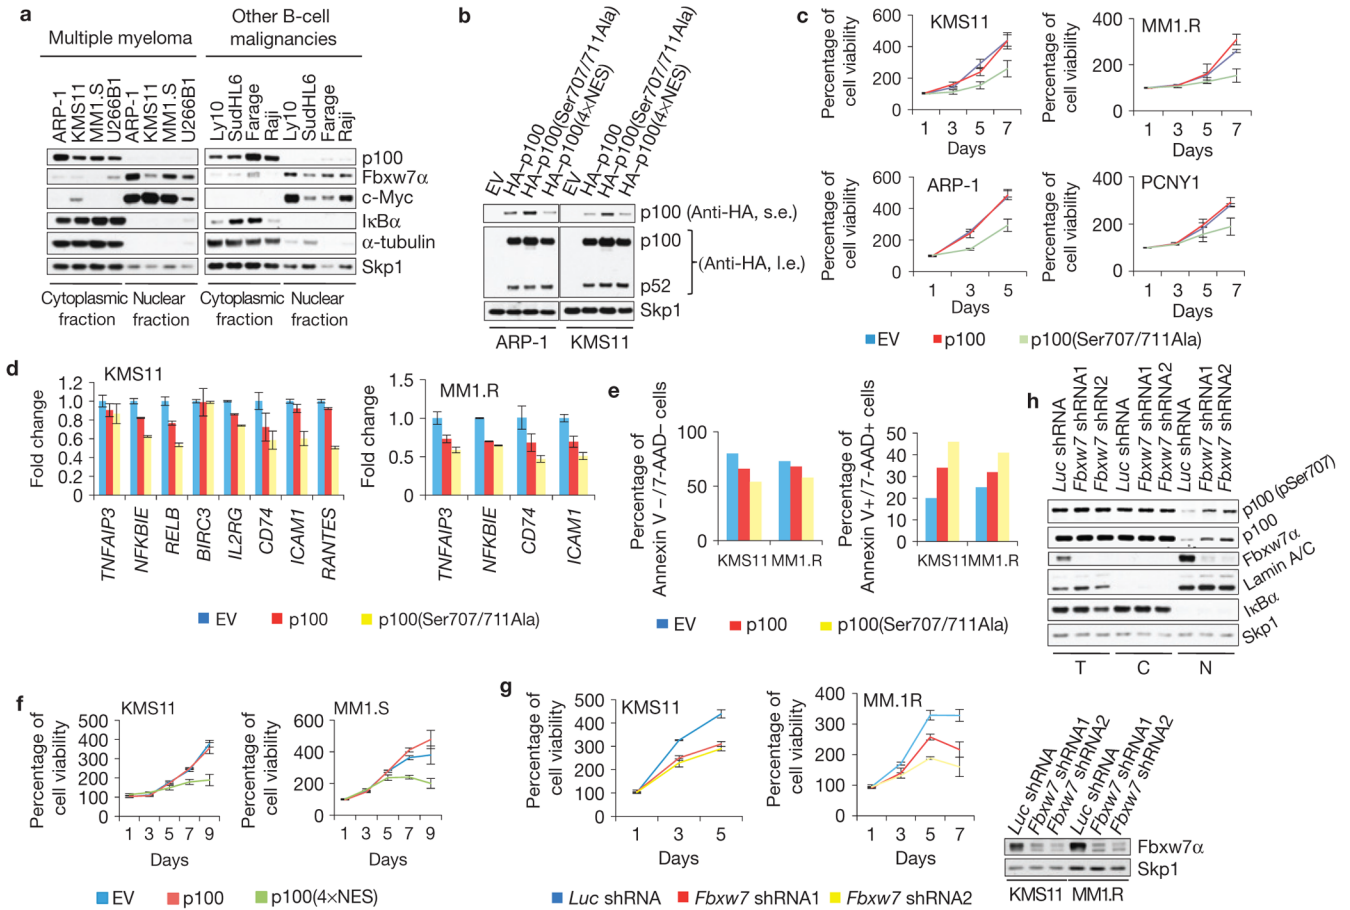 a
Multiple myeloma
Other B-cell
malignancies
ARP-1
KMS11
MM1.S
U266B1
ARP-1
KMS11
MM1.S
U266B1
Ly10
SudHL6
Farage
Raji
Ly10
SudHL6
Farage
Raji
p100
Fbxw7α
c-Myc
IκBα
α-tubulin
Skp1
Cytoplasmic
fraction
Nuclear
fraction
Cytoplasmic
fraction
Nuclear
fraction
b
EV
HA–p100
HA–p100(Ser707/711Ala)
HA–p100(4×NES)
EV
HA–p100
HA–p100(Ser707/711Ala)
HA–p100(4×NES)
p100 (Anti-HA, s.e.)
p100
(Anti-HA, l.e.)
p52
Skp1
ARP-1
KMS11
c
KMS11
Percentage of
cell viability
600
400
200
0
1 3 5 7
Days
MM1.R
Percentage of
cell viability
400
200
0
1 3 5 7
Days
ARP-1
Percentage of
cell viability
600
400
200
0
1 3 5
Days
PCNY1
Percentage of
cell viability
400
200
0
1 3 5 7
Days
EV
p100
p100(Ser707/711Ala)
d
KMS11
Fold change
1.2
1.0
0.8
0.6
0.4
0.2
0
TNFAIP3
NFKBIE
RELB
BIRC3
IL2RG
CD74
ICAM1
RANTES
MM1.R
Fold change
1.5
1.0
0.5
0
TNFAIP3
NFKBIE
CD74
ICAM1
EV
p100
p100(Ser707/711Ala)
e
Percentage of
Annexin V –/7-AAD– cells
100
50
0
KMS11 MM1.R
Percentage of
Annexin V+/7-AAD+ cells
50
40
30
20
10
0
KMS11MM1.R
EV
p100
p100(Ser707/711Ala)
h
Luc shRNA
Fbxw7 shRNA1
Fbxw7 shRN2
Luc shRNA
Fbxw7 shRNA1
Fbxw7 shRNA2
Luc shRNA
Fbxw7 shRNA1
Fbxw7 shRNA2
p100 (pSer707)
p100
Fbxw7α
Lamin A/C
IκBα
Skp1
T
C
N
f
KMS11
Percentage of
cell viability
500
400
300
200
100
0
1 3 5 7 9
Days
MM1.S
Percentage of
cell viability
600
400
200
0
1 3 5 7 9
Days
EV
p100
p100(4×NES)
g
KMS11
Percentage of
cell viability
500
400
300
200
100
0
1 3 5
Days
MM.1R
Percentage of
cell viability
400
300
200
100
0
1 3 5 7
Days
Luc shRNA
Fbxw7 shRNA1
Fbxw7 shRNA2
Luc shRNA
Fbxw7 shRNA1
Fbxw7 shRNA2
Luc shRNA
Fbxw7 shRNA1
Fbxw7 shRNA2
Fbxw7α
Skp1
KMS11
MM1.R